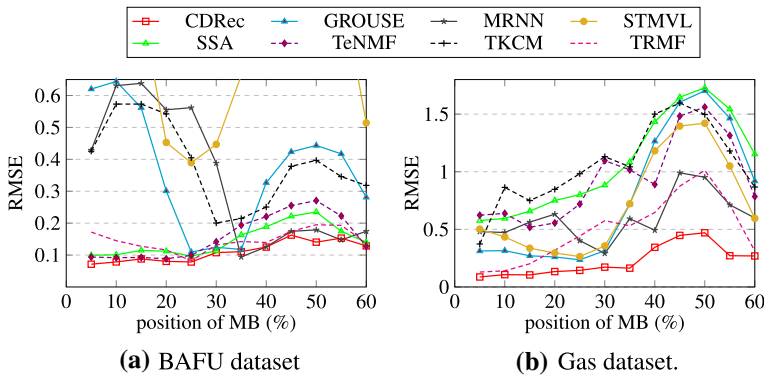 CDRec GROUSE MRNN STMVL
SSA TeNMF TKCM TRMF
RMSE
0.6
0.5
0.4
0.3
0.2
0.1
0 10 20 30 40 50 60
position of MB (%)
(a) BAFU dataset
RMSE
1.5
1
0.5
0
0 10 20 30 40 50 60
position of MB (%)
(b) Gas dataset.